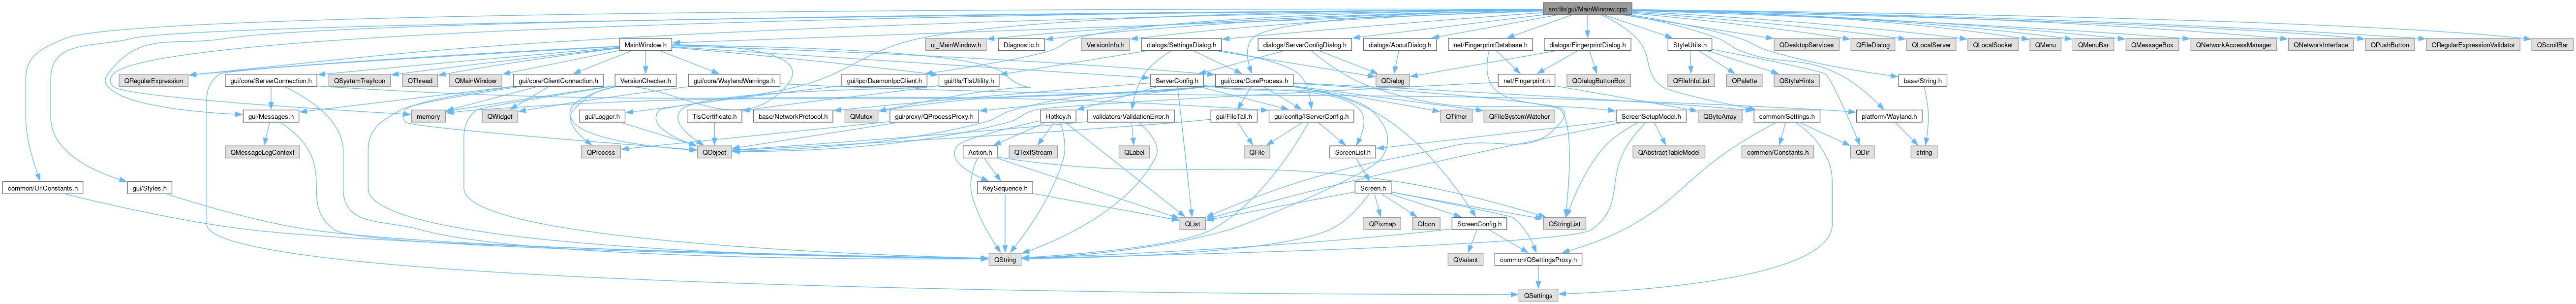 src/lib/gui/MainWindow.cpp
MainWindow.h
ui_MainWindow.h
Diagnostic.h
VersionInfo.h
dialogs/SettingsDialog.h
dialogs/ServerConfigDialog.h
dialogs/AboutDialog.h
net/FingerprintDatabase.h
dialogs/FingerprintDialog.h
StyleUtils.h
QDesktopServices
QFileDialog
QLocalServer
QLocalSocket
QMenu
QMenuBar
QMessageBox
QNetworkAccessManager
QNetworkInterface
QPushButton
QRegularExpressionValidator
QScrollBar
QRegularExpression
gui/core/ServerConnection.h
QSystemTrayIcon
QThread
QMainWindow
gui/core/ClientConnection.h
VersionChecker.h
gui/core/WaylandWarnings.h
gui/ipc/DaemonIpcClient.h
gui/tls/TlsUtility.h
ServerConfig.h
gui/core/CoreProcess.h
QDialog
net/Fingerprint.h
QDialogButtonBox
QFileInfoList
QPalette
QStyleHints
base/String.h
gui/Messages.h
memory
QWidget
gui/Logger.h
TlsCertificate.h
base/NetworkProtocol.h
QMutex
gui/proxy/QProcessProxy.h
Hotkey.h
validators/ValidationError.h
gui/FileTail.h
gui/config/IServerConfig.h
QTimer
QFileSystemWatcher
ScreenSetupModel.h
QByteArray
common/Settings.h
platform/Wayland.h
QMessageLogContext
QProcess
QObject
Action.h
QTextStream
QLabel
QFile
ScreenList.h
QAbstractTableModel
common/Constants.h
QDir
string
common/UrlConstants.h
gui/Styles.h
KeySequence.h
Screen.h
QList
QPixmap
QIcon
ScreenConfig.h
QStringList
QString
QVariant
common/QSettingsProxy.h
QSettings